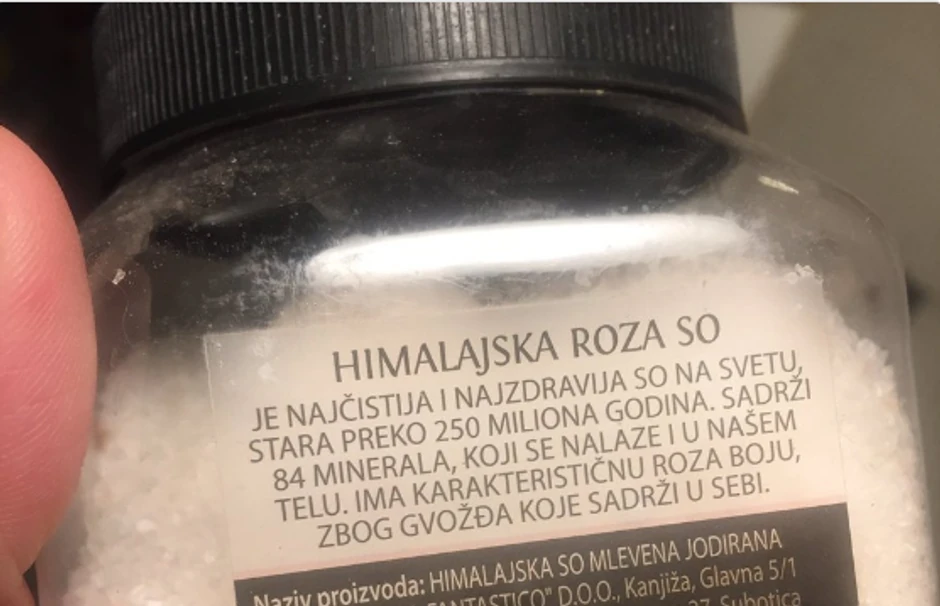 HIMALAJSKA ROZA SO
JE NAJČISTIJA I NAJZDRAVIJA SO NA SVETU,
STARA PREKO 250 MILIONA GODINA. SADRŽI
84 MINERALA, KOJI SE NALAZE I U NAŠEM
TELU. IMA KARAKTERISTIČNU ROZA BOJU,
ZBOG GVOŽĐA KOJE SADRŽI U SEBI.
Naziv proizvoda: HIMALAJSKA SO MLEVENA JODIRANA
FANTASTICO" D.O.O., Kanjiža, Glavna 5/1
27, Subotica